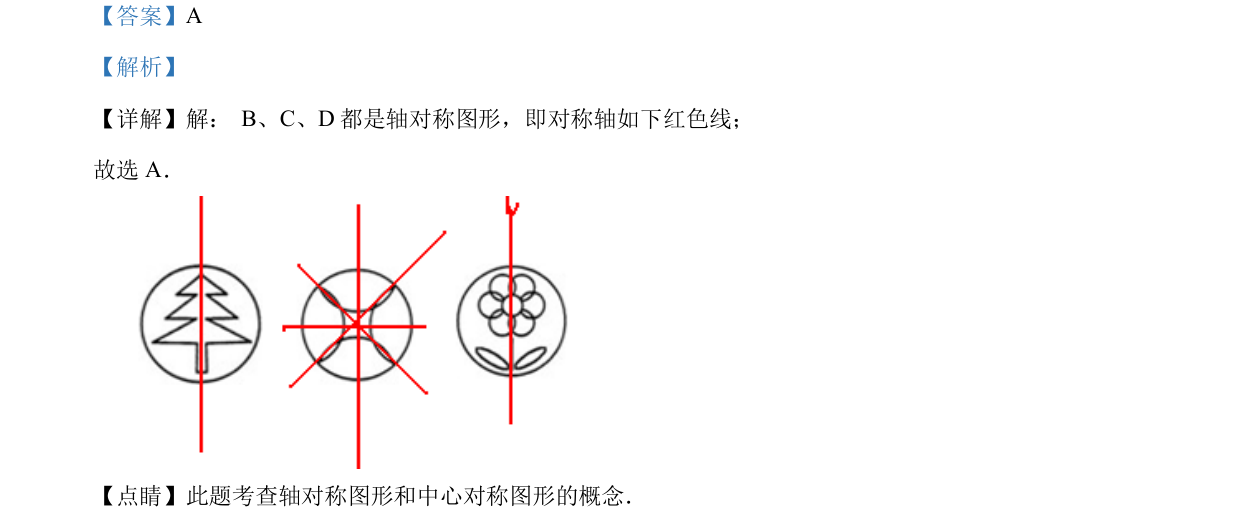 【答案】A
【解析】
【详解】解： B、C、D 都是轴对称图形，即对称轴如下红色线；
故选 A．
【点睛】此题考查轴对称图形和中心对称图形的概念．